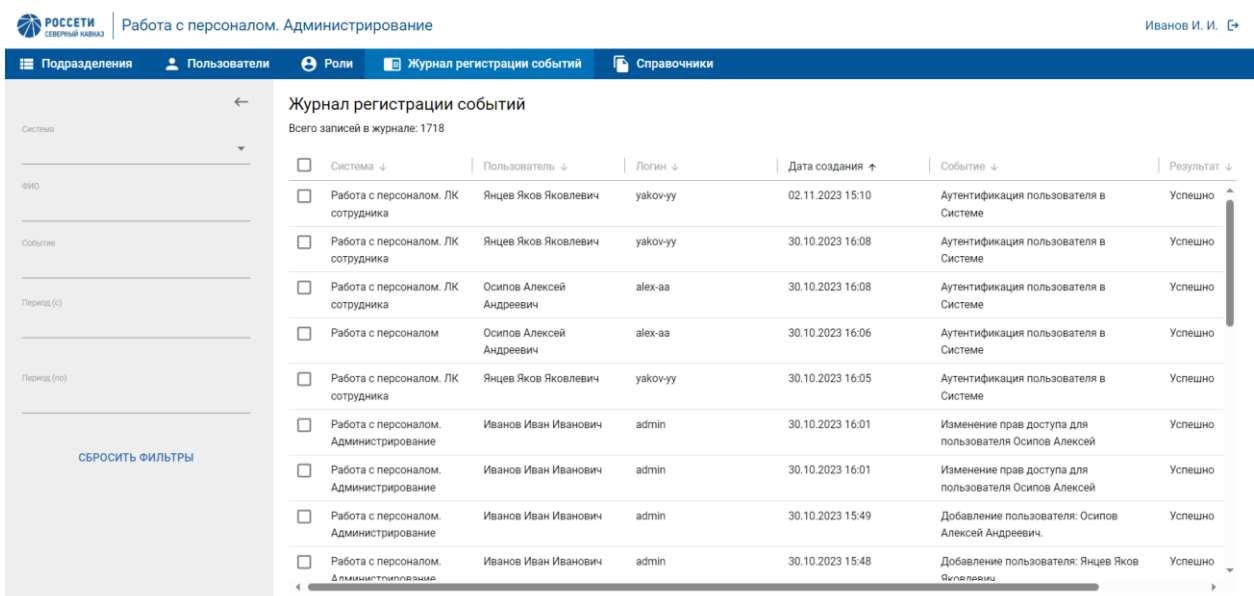 РОССЕТИ
СЕВЕРНЫЙ КАВКАЗ
Работа с персоналом. Администрирование
Иванов И. И.
Подразделения
Пользователи
Роли
Журнал регистрации событий
Справочники
Система
ФИО
Событие
Период (с)
Период (по)
СБРОСИТЬ ФИЛЬТРЫ
Журнал регистрации событий
Всего записей в журнале: 1718
Система Пользователь Логин Дата создания Событие Результат
Работа с персоналом. ЛК Янцев Яков Яковлевич yakov-yy 02.11.2023 15:10 Аутентификация пользователя в Успешно
сотрудника Системе
Работа с персоналом. ЛК Янцев Яков Яковлевич yakov-yy 30.10.2023 16:08 Аутентификация пользователя в Успешно
сотрудника Системе
Работа с персоналом. ЛК Осипов Алексей alex-aa 30.10.2023 16:08 Аутентификация пользователя в Успешно
сотрудника Андреевич Системе
Работа с персоналом Осипов Алексей alex-aa 30.10.2023 16:06 Аутентификация пользователя в Успешно
Андреевич Системе
Работа с персоналом. ЛК Янцев Яков Яковлевич yakov-yy 30.10.2023 16:05 Аутентификация пользователя в Успешно
сотрудника Системе
Работа с персоналом. Иванов Иван Иванович admin 30.10.2023 16:01 Изменение прав доступа для Успешно
Администрирование пользователя Осипов Алексей
Работа с персоналом. Иванов Иван Иванович admin 30.10.2023 16:01 Изменение прав доступа для Успешно
Администрирование пользователя Осипов Алексей
Работа с персоналом. Иванов Иван Иванович admin 30.10.2023 15:49 Добавление пользователя: Осипов Успешно
Администрирование Алексей Андреевич.
Работа с персоналом. Иванов Иван Иванович admin 30.10.2023 15:48 Добавление пользователя: Янцев Яков Успешно
Администрирование Яковлевич